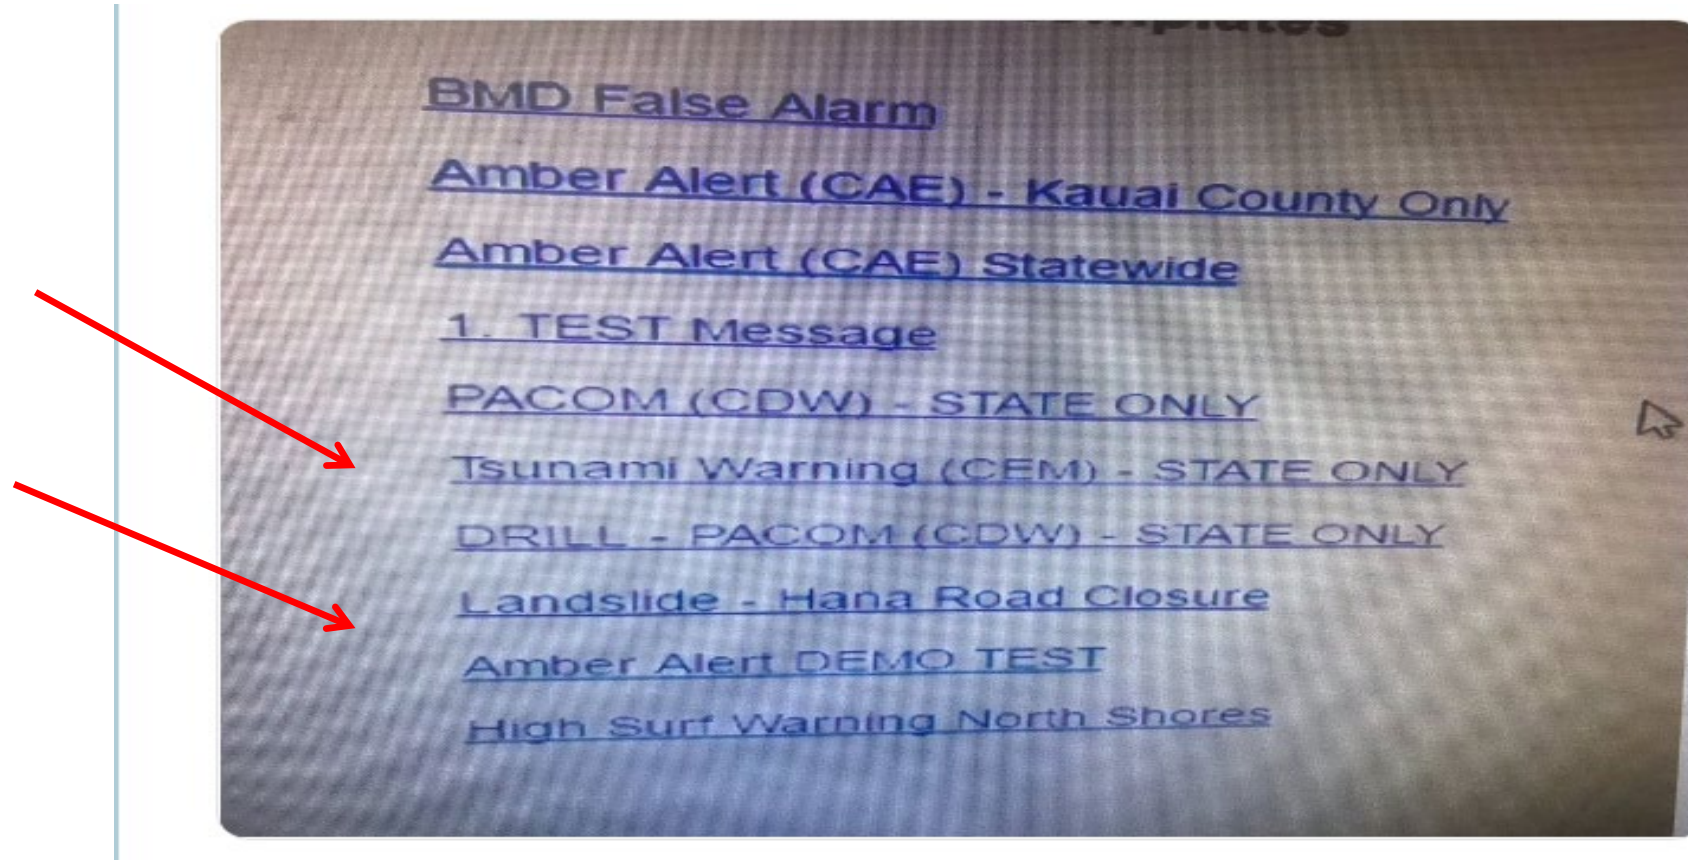 BMD False Alarm
Amber Alert (CAE) - Kauai County Only
Amber Alert (CAE) Statewide
1. TEST Message
PACOM (CDW) - STATE ONLY
Tsunami Warning (CEM) - STATE ONLY
DRILL - PACOM (CDW) - STATE ONLY
Landslide - Hana Road Closure
Amber Alert DEMO TEST
High Surf Warning North Shores